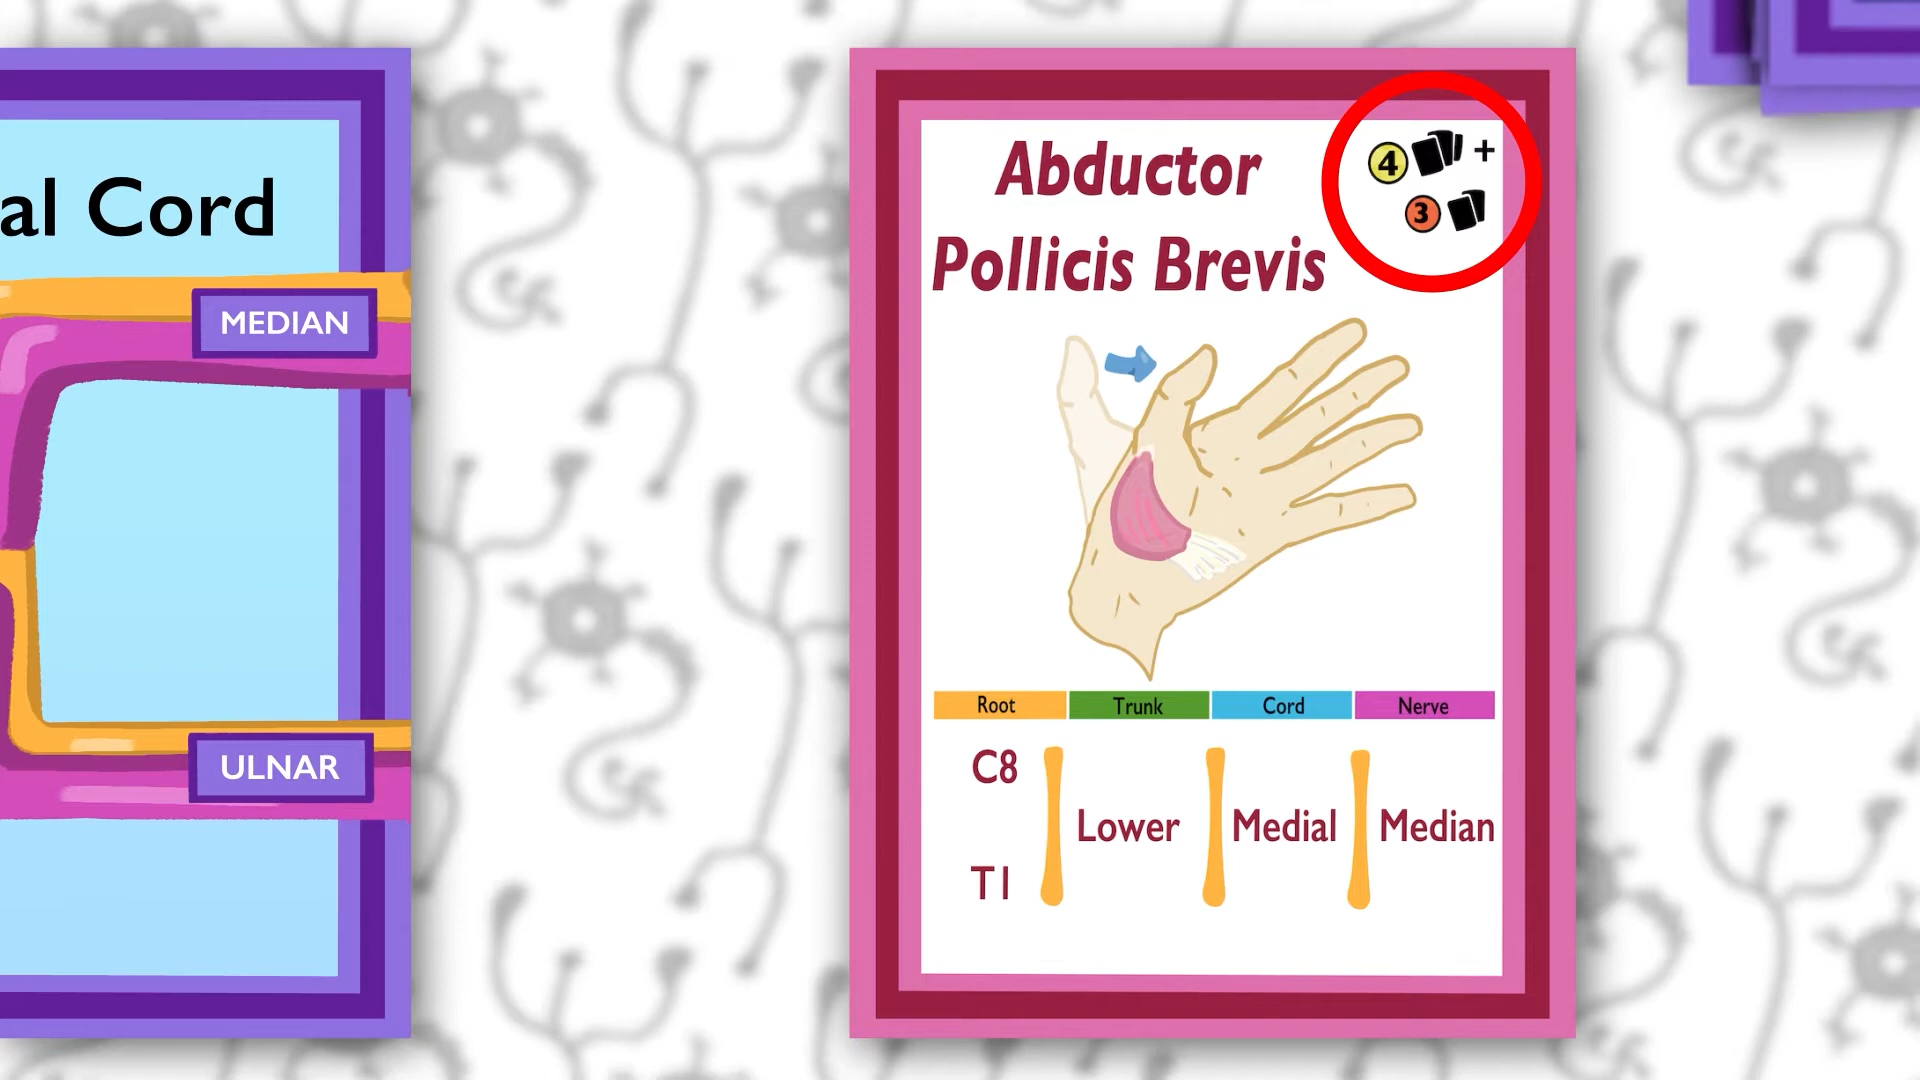 al Cord
MEDIAN
ULNAR
Abductor
Pollicis Brevis
4 +
3
Root Trunk Cord Nerve
C8
Lower Medial Median
T1